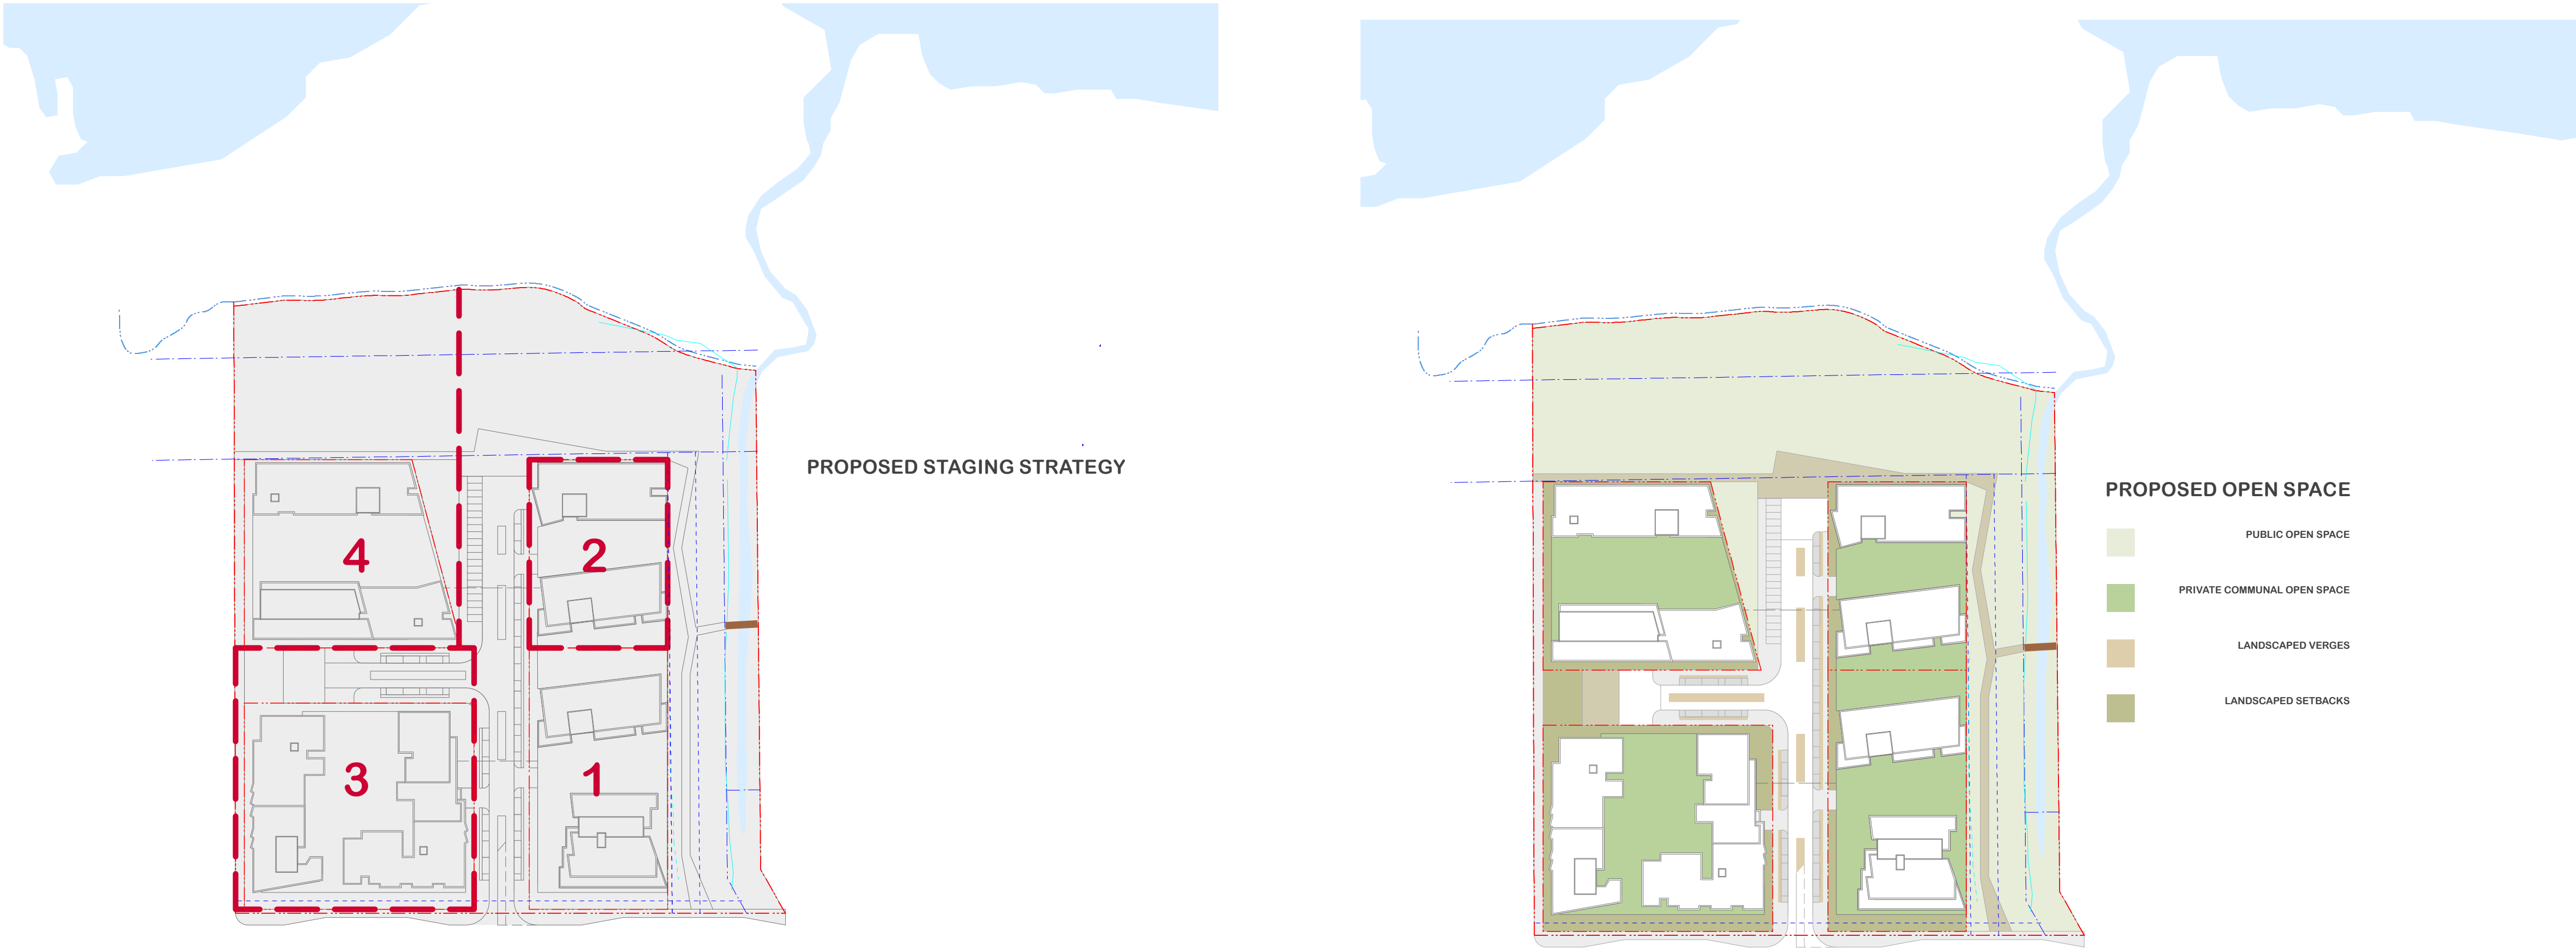 PROPOSED STAGING STRATEGY
4
2
3
1
PROPOSED OPEN SPACE
PUBLIC OPEN SPACE
PRIVATE COMMUNAL OPEN SPACE
LANDSCAPED VERGES
LANDSCAPED SETBACKS